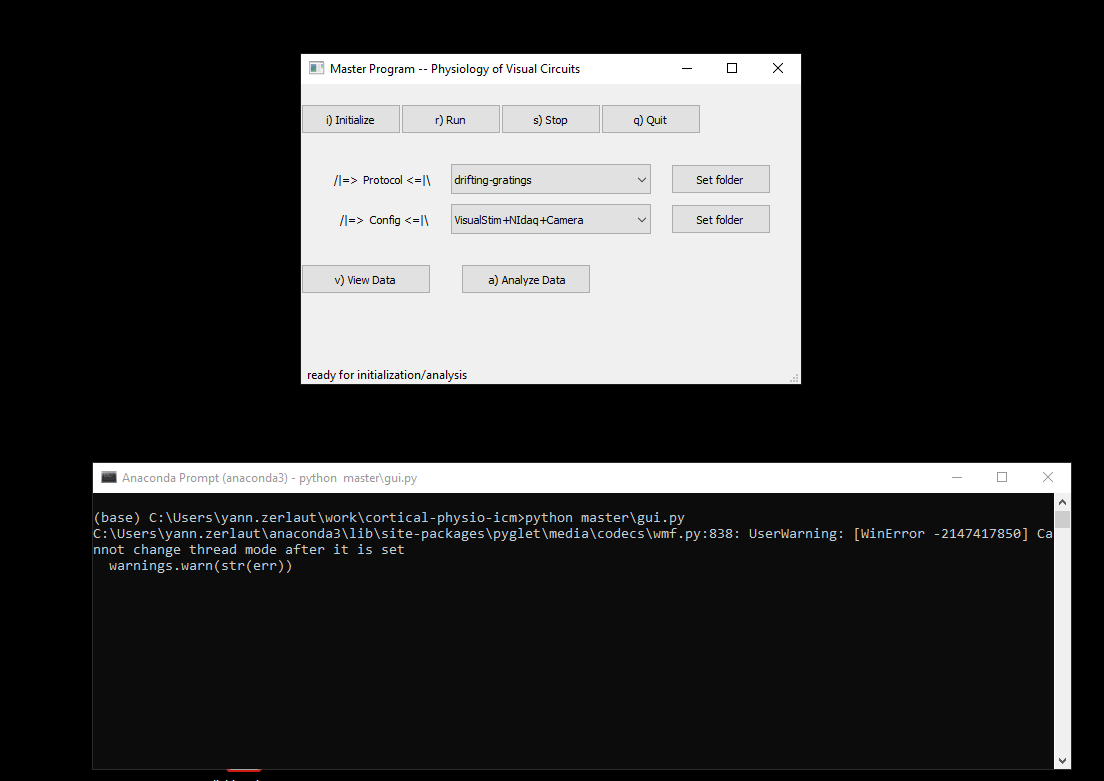 Master Program -- Physiology of Visual Circuits
i) Initialize r) Run s) Stop q) Quit
/|=> Protocol <=|\ drifting-gratings Set folder
/|=> Config <=|\ VisualStim+NIdaq+Camera Set folder
v) View Data a) Analyze Data
ready for initialization/analysis
Anaconda Prompt (anaconda3) - python master\gui.py
(base) C:\Users\yann.zerlaut\work\cortical-physio-icm>python master\gui.py
C:\Users\yann.zerlaut\anaconda3\lib\site-packages\pyglet\media\codecs\wmf.py:838: UserWarning: [WinError -2147417850] Ca
nnot change thread mode after it is set
warnings.warn(str(err))